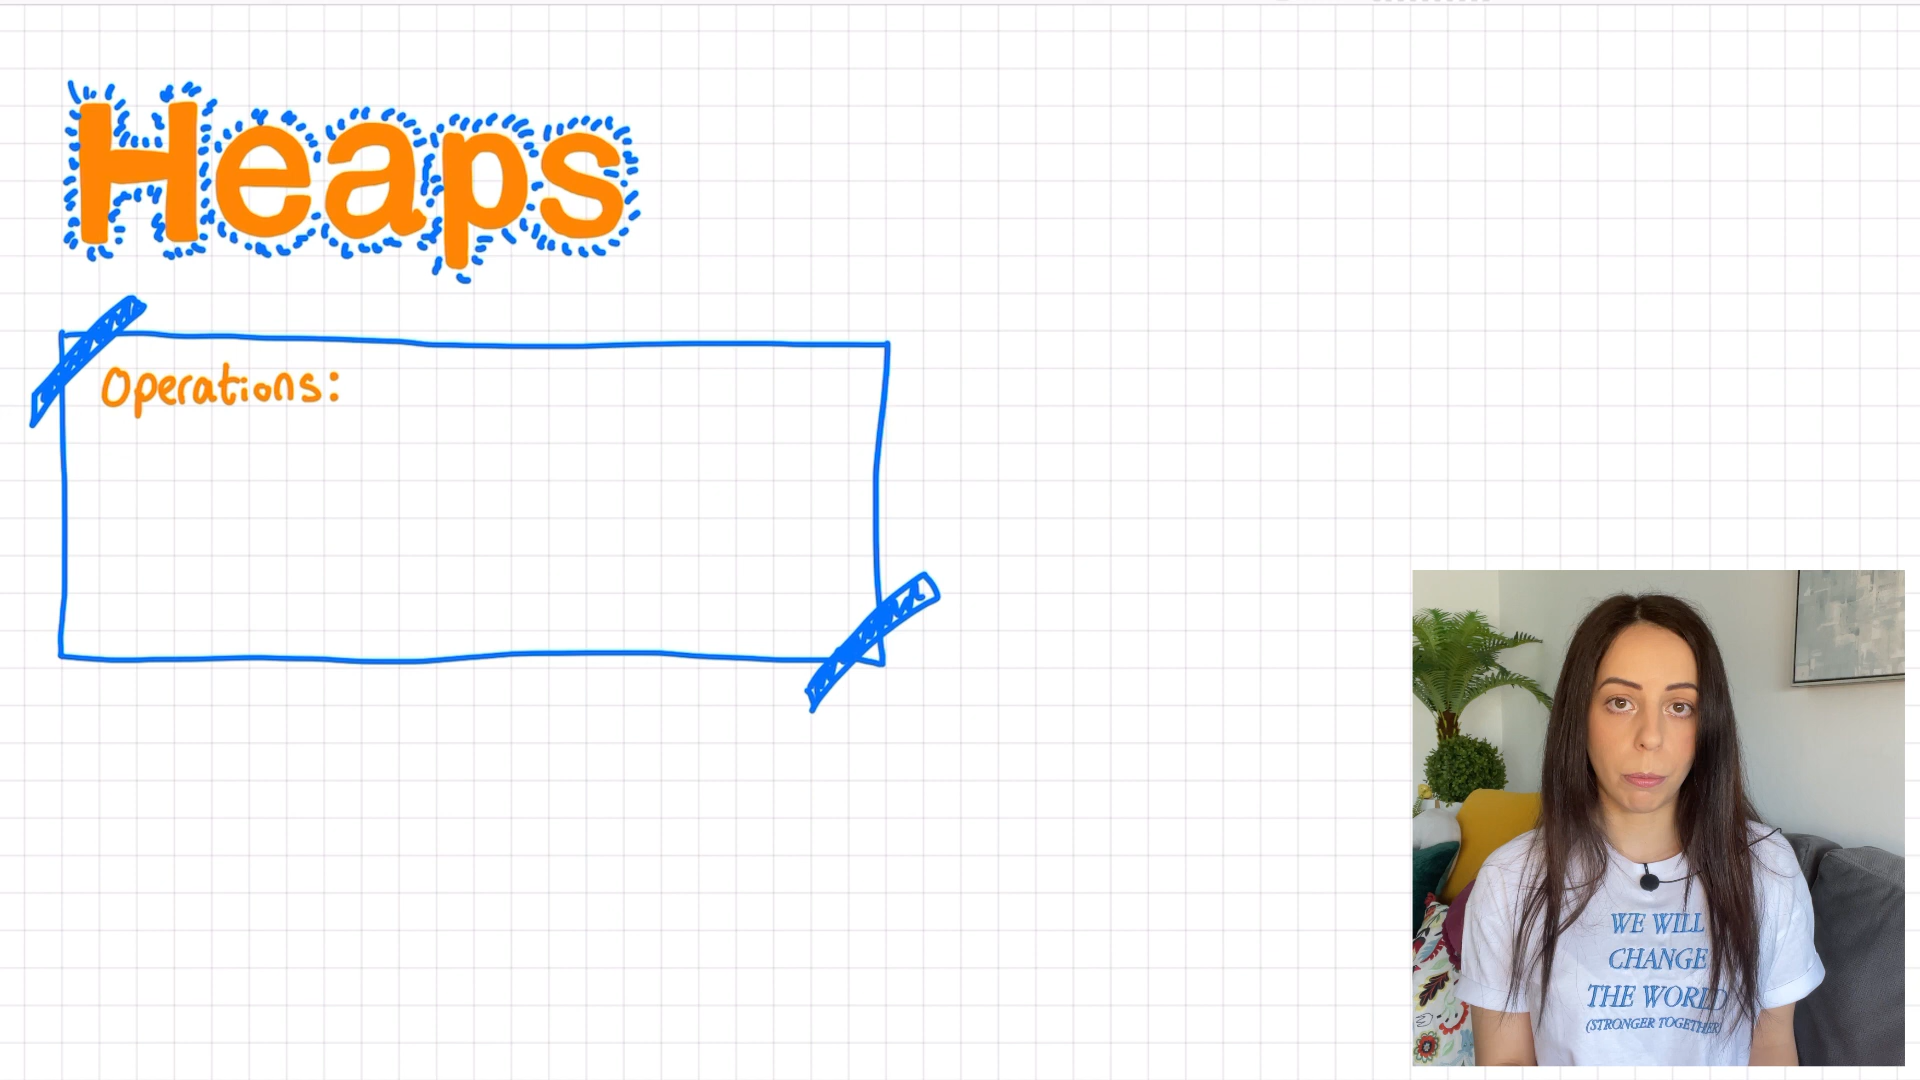 Heaps
Operations:
WE WILL
CHANGE
THE WORLD
(STRONGER TOGETHER)